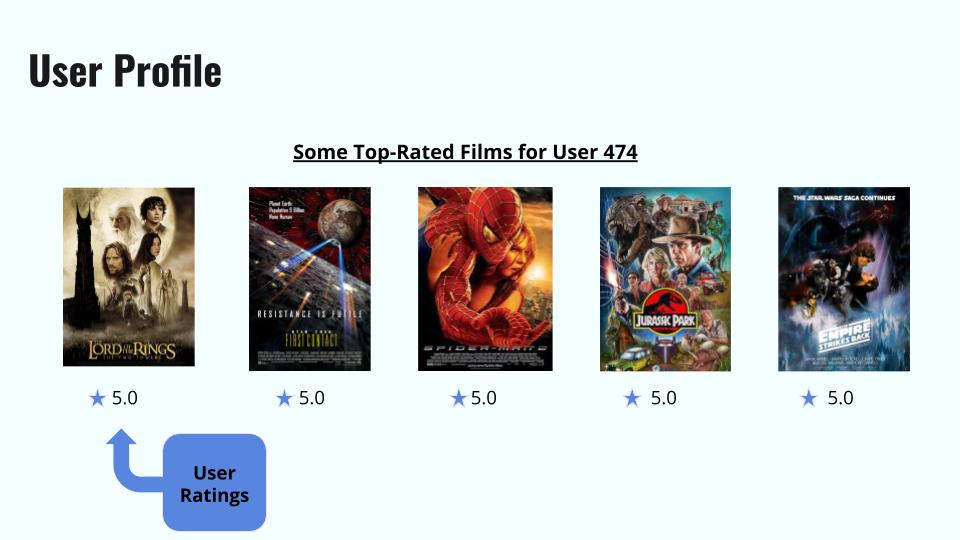 User Profile
Some Top-Rated Films for User 474
Planet Earth:
Population 9 Billion
None Human
THE STAR WARS SAGA CONTINUES
RESISTANCE IS FUTILE
JURASSIC PARK
THE
EMPIRE
STRIKES BACK
STAR TREK
FIRST CONTACT
THE LORD OF THE RINGS
THE TWO TOWERS
SPIDER-MAN 2
5.0
5.0
5.0
5.0
5.0
User
Ratings